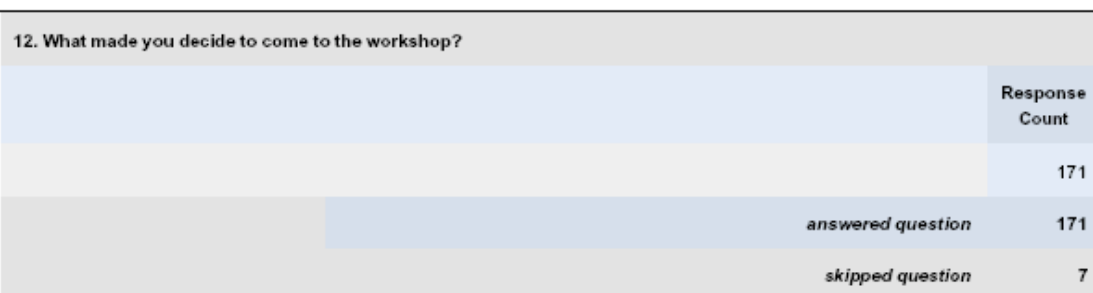 12. What made you decide to come to the workshop?
Response
Count
171
answered question 171
skipped question 7